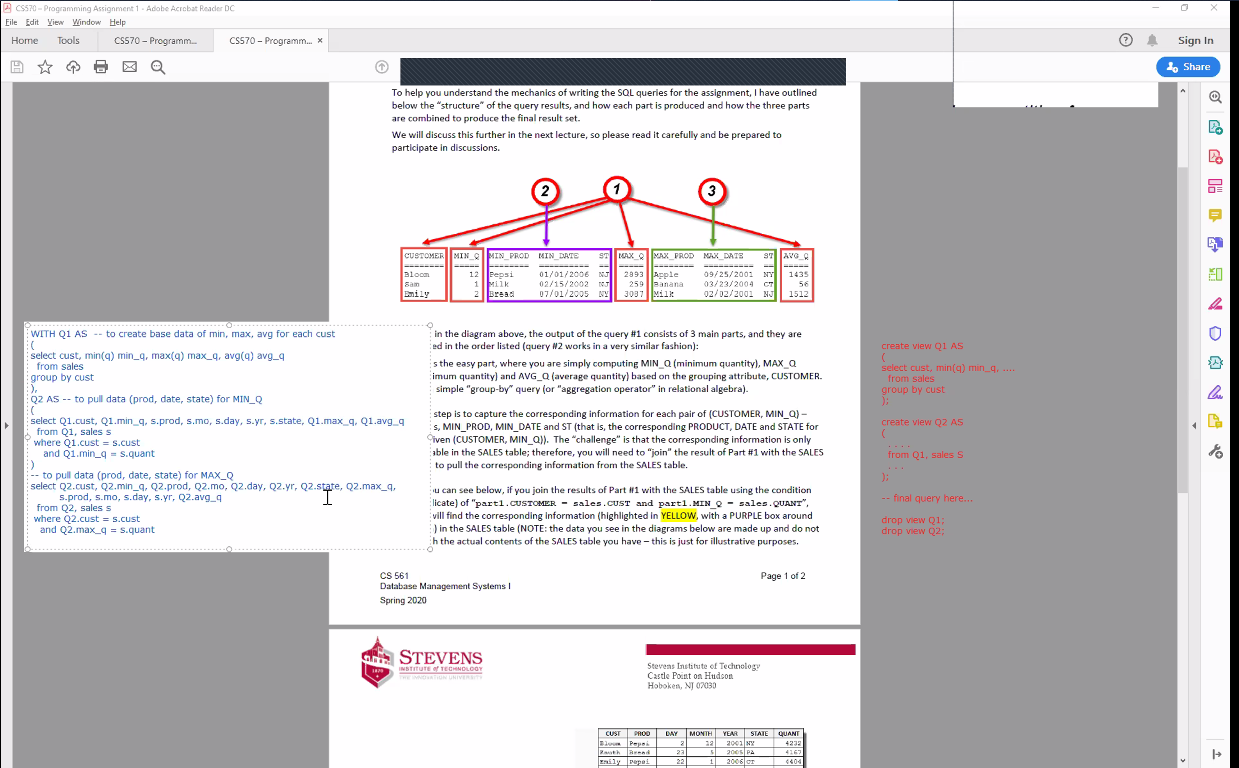 CS570 – Programming Assignment 1 - Adobe Acrobat Reader DC
File Edit View Window Help
Home Tools CS570 – Programm... CS570 – Programm... ×
Sign In
Share
To help you understand the mechanics of writing the SQL queries for the assignment, I have outlined
below the “structure” of the query results, and how each part is produced and how the three parts
are combined to produce the final result set.
We will discuss this further in the next lecture, so please read it carefully and be prepared to
participate in discussions.
2 1 3
CUSTOMER MIN_Q MIN_PROD MIN_DATE ST MAX_Q MAX_PROD MAX_DATE ST AVG_Q
======== ===== ======== ======== == ===== ======== ======== == =====
Bloom 12 Pepsi 01/01/2006 NJ 2893 Apple 09/25/2001 NY 1435
Sam 1 Milk 02/15/2002 NJ 259 Banana 03/23/2004 CT 56
Emily 2 Bread 07/01/2005 NY 3087 Milk 02/02/2001 NJ 1512
WITH Q1 AS -- to create base data of min, max, avg for each cust
(
select cust, min(q) min_q, max(q) max_q, avg(q) avg_q
from sales
group by cust
),
Q2 AS -- to pull data (prod, date, state) for MIN_Q
(
select Q1.cust, Q1.min_q, s.prod, s.mo, s.day, s.yr, s.state, Q1.max_q, Q1.avg_q
from Q1, sales s
where Q1.cust = s.cust
and Q1.min_q = s.quant
)
-- to pull data (prod, date, state) for MAX_Q
select Q2.cust, Q2.min_q, Q2.prod, Q2.mo, Q2.day, Q2.yr, Q2.state, Q2.max_q,
s.prod, s.mo, s.day, s.yr, Q2.avg_q
from Q2, sales s
where Q2.cust = s.cust
and Q2.max_q = s.quant
in the diagram above, the output of the query #1 consists of 3 main parts, and they are
ed in the order listed (query #2 works in a very similar fashion):
s the easy part, where you are simply computing MIN_Q (minimum quantity), MAX_Q
imum quantity) and AVG_Q (average quantity) based on the grouping attribute, CUSTOMER.
simple “group-by” query (or “aggregation operator” in relational algebra).
step is to capture the corresponding information for each pair of (CUSTOMER, MIN_Q) –
s, MIN_PROD, MIN_DATE and ST (that is, the corresponding PRODUCT, DATE and STATE for
iven (CUSTOMER, MIN_Q)). The “challenge” is that the corresponding information is only
able in the SALES table; therefore, you will need to “join” the result of Part #1 with the SALES
to pull the corresponding information from the SALES table.
u can see below, if you join the results of Part #1 with the SALES table using the condition
licate) of “part1.CUSTOMER = sales.CUST and part1.MIN_Q = sales.QUANT”,
vill find the corresponding information (highlighted in YELLOW, with a PURPLE box around
) in the SALES table (NOTE: the data you see in the diagrams below are made up and do not
h the actual contents of the SALES table you have – this is just for illustrative purposes.
create view Q1 AS
(
select cust, min(q) min_q, ....
from sales
group by cust
);
create view Q2 AS
(
. . . .
from Q1, sales S
. . .
);
-- final query here...
drop view Q1;
drop view Q2;
CS 561 Page 1 of 2
Database Management Systems I
Spring 2020
1870
STEVENS
INSTITUTE of TECHNOLOGY
THE INNOVATION UNIVERSITY
Stevens Institute of Technology
Castle Point on Hudson
Hoboken, NJ 07030
CUST PROD DAY MONTH YEAR STATE QUANT
Bloom Pepsi 2 12 2001 NY 4232
Knuth Bread 23 5 2005 PA 4167
Emily Pepsi 22 1 2006 CT 4404